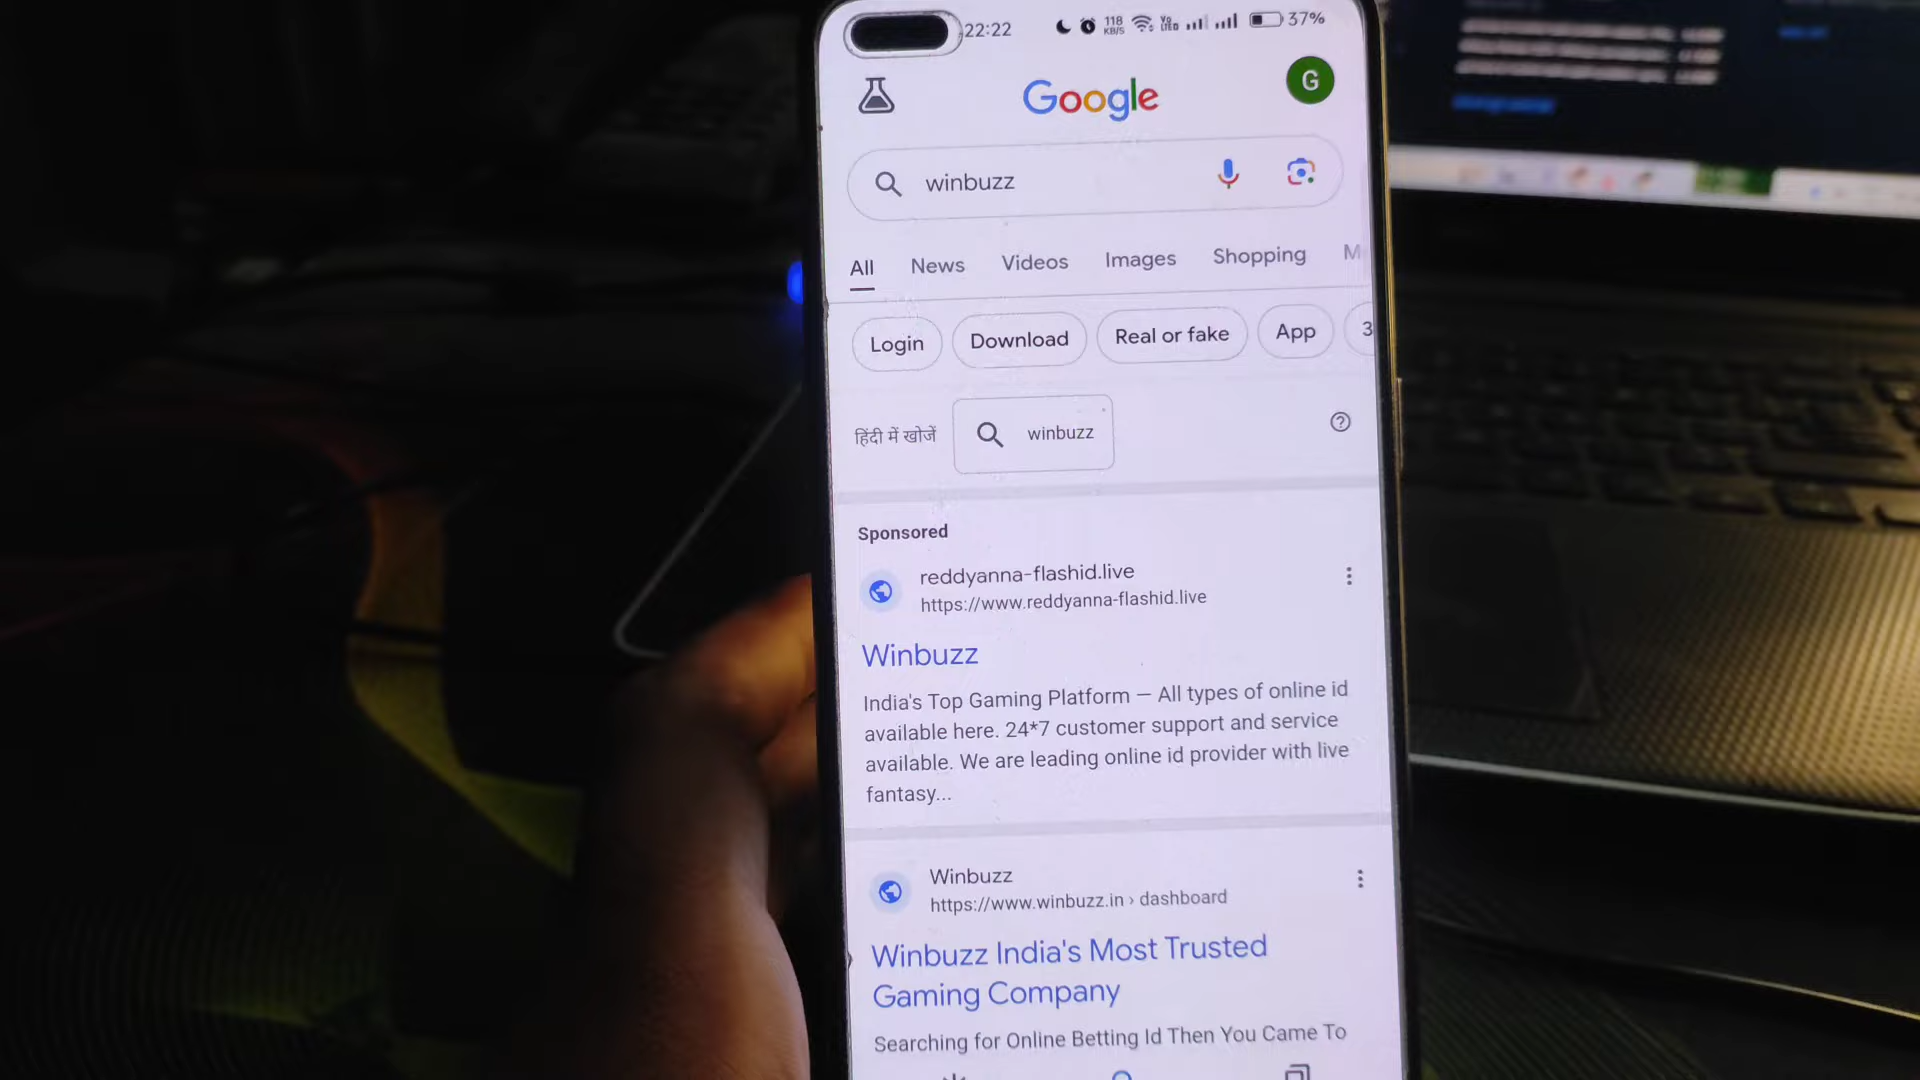 22:22
118 KB/S
37%
Google
G
winbuzz
All News Videos Images Shopping M
Login Download Real or fake App 3
हिंदी में खोजें winbuzz
Sponsored
reddyanna-flashid.live
https://www.reddyanna-flashid.live
Winbuzz
India's Top Gaming Platform — All types of online id
available here. 24*7 customer support and service
available. We are leading online id provider with live
fantasy...
Winbuzz
https://www.winbuzz.in › dashboard
Winbuzz India's Most Trusted
Gaming Company
Searching for Online Betting Id Then You Came To